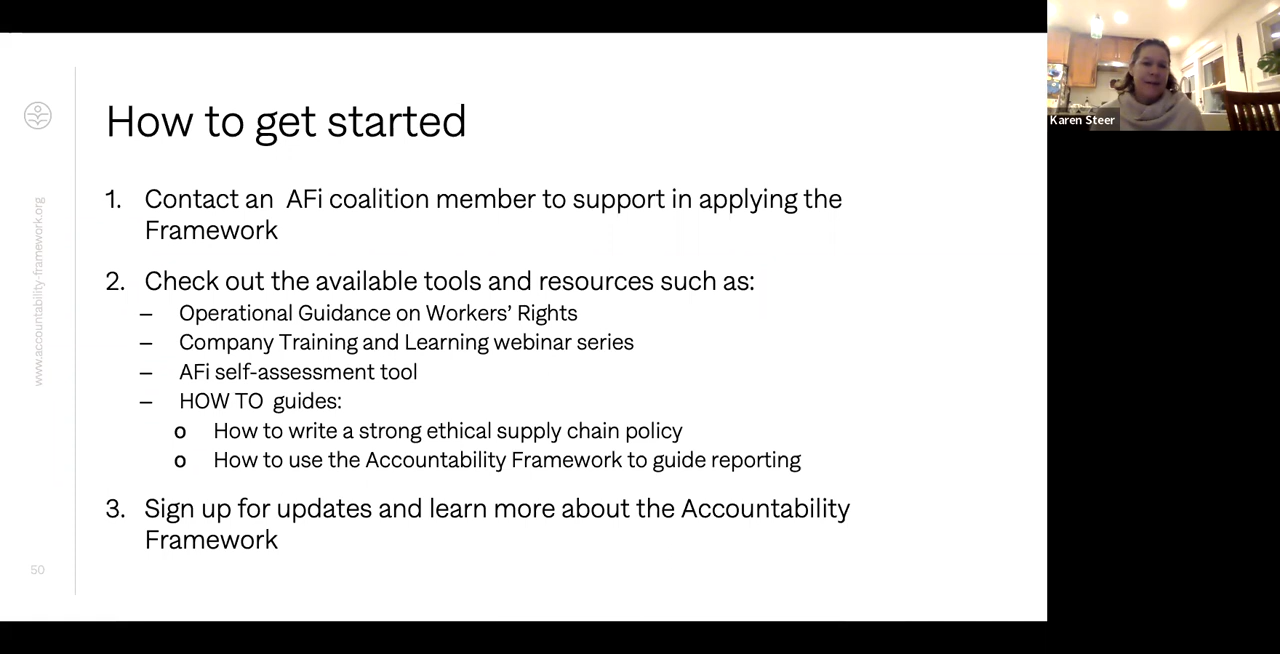 How to get started
1. Contact an AFi coalition member to support in applying the
Framework
2. Check out the available tools and resources such as:
– Operational Guidance on Workers’ Rights
– Company Training and Learning webinar series
– AFi self-assessment tool
– HOW TO guides:
o How to write a strong ethical supply chain policy
o How to use the Accountability Framework to guide reporting
3. Sign up for updates and learn more about the Accountability
Framework
www.accountability-framework.org
50
Karen Steer